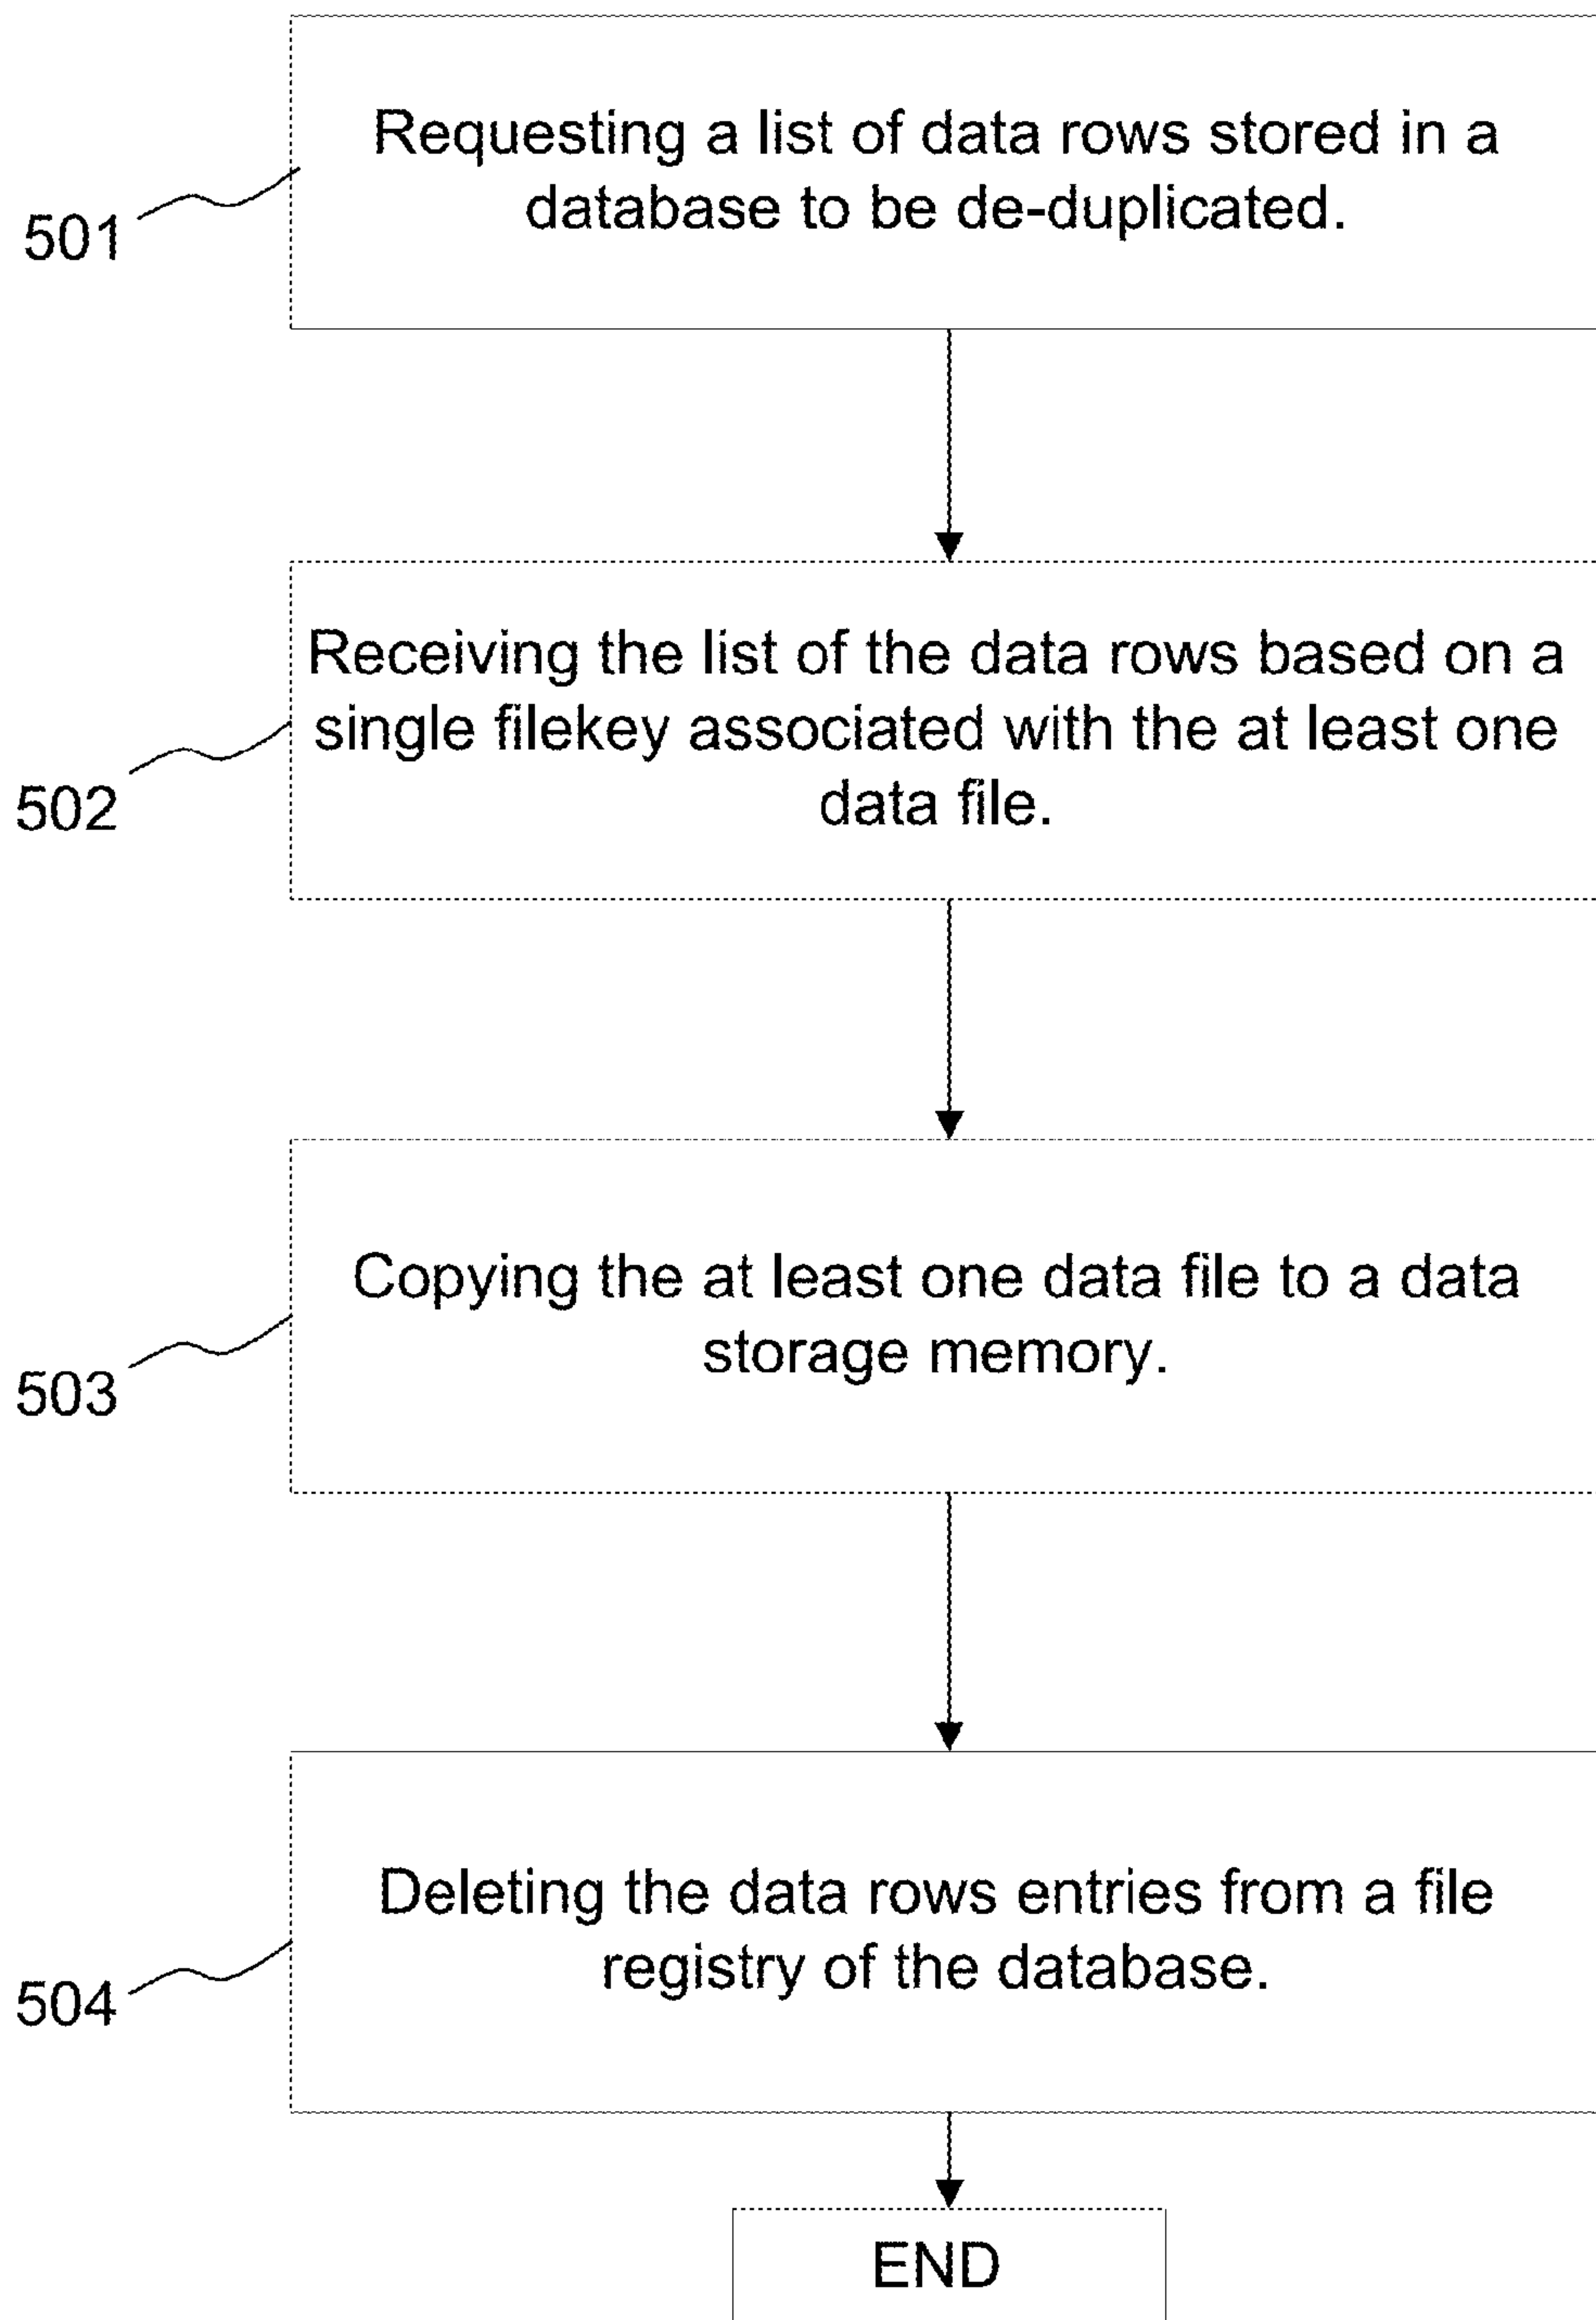 Requesting a list of data rows stored in a
database to be de-duplicated.
501
Receiving the list of the data rows based on a
single filekey associated with the at least one
data file.
502
Copying the at least one data file to a data
storage memory.
503
Deleting the data rows entries from a file
registry of the database.
504
END